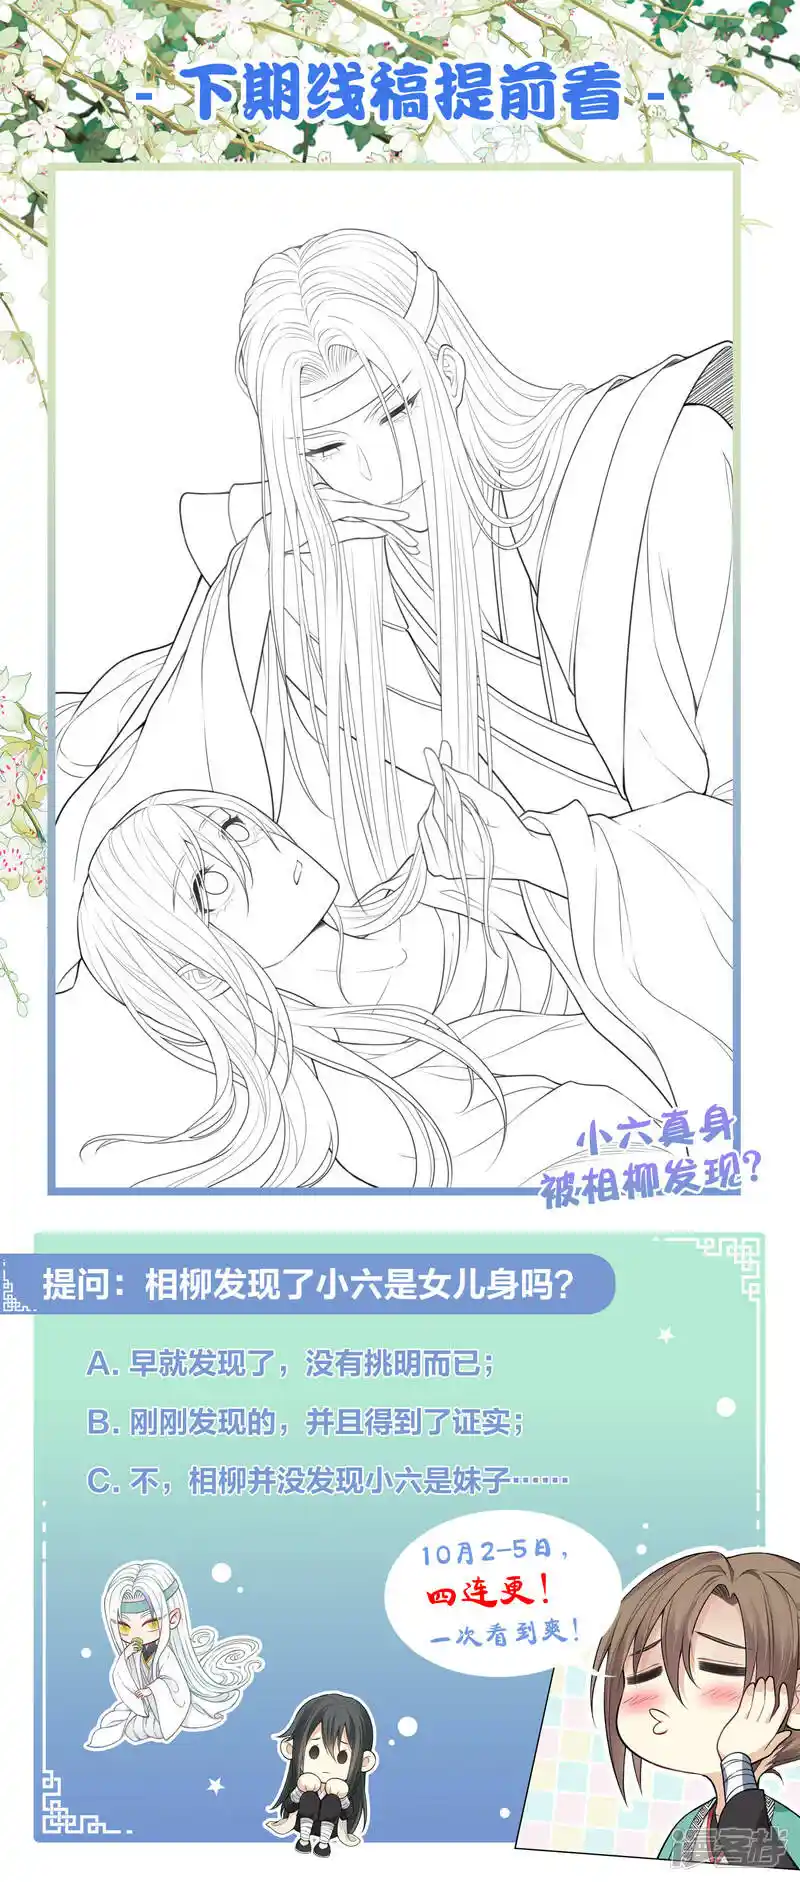 - 下期线稿提前看 -
小六真身
被相柳发现?
提问：相柳发现了小六是女儿身吗?
A. 早就发现了，没有挑明而已；
B. 刚刚发现的，并且得到了证实；
C. 不，相柳并没发现小六是妹子……
10月2-5日，
四连更！
一次看到爽！
漫客栈